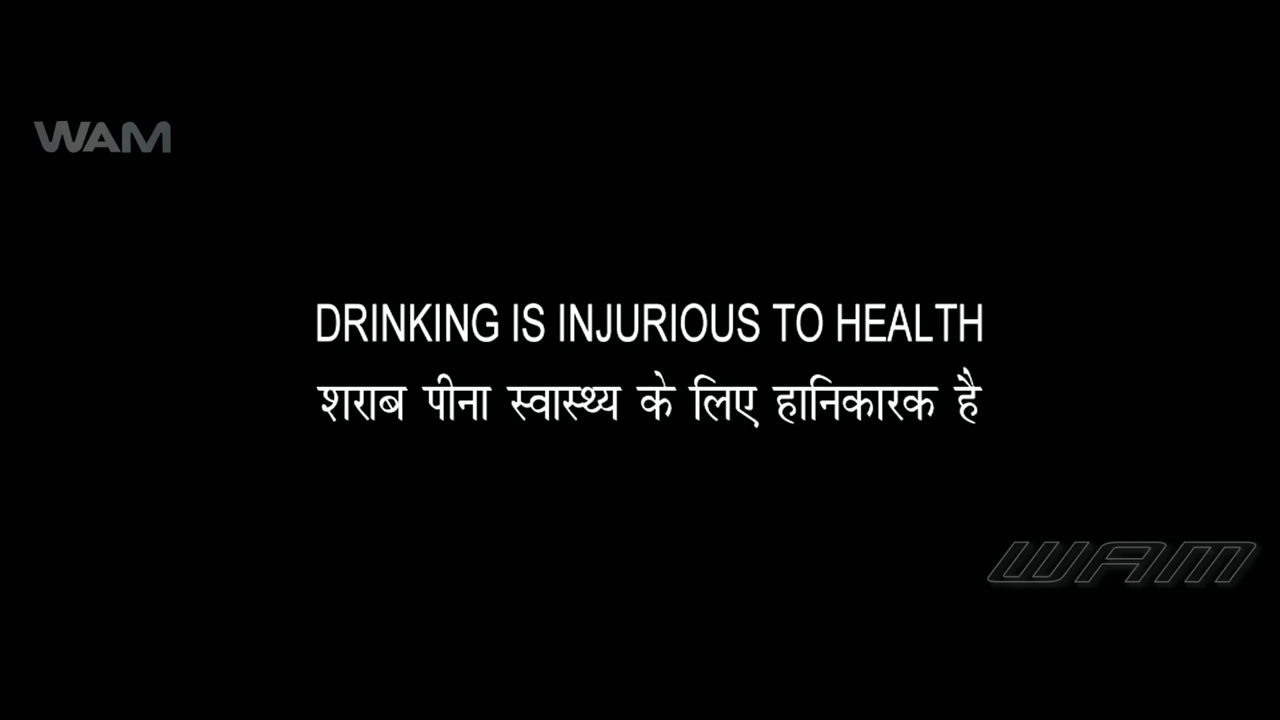 WAM
DRINKING IS INJURIOUS TO HEALTH
शराब पीना स्वास्थ्य के लिए हानिकारक है
WAM